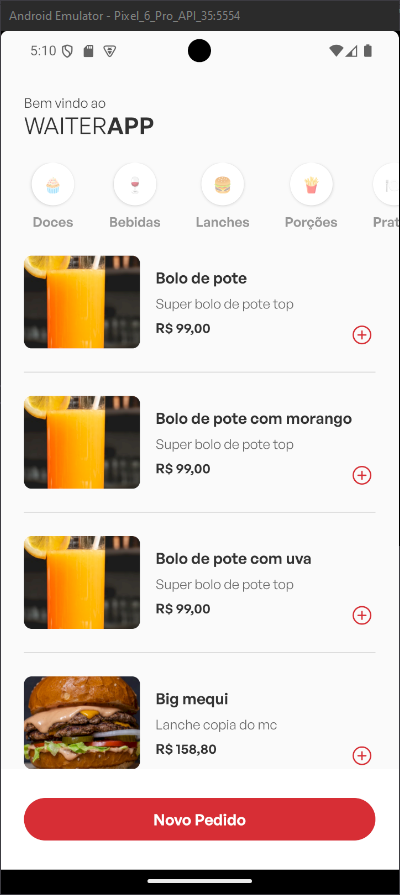 Android Emulator - Pixel_6_Pro_API_35:5554
5:10
Bem vindo ao
WAITERAPP
Doces
Bebidas
Lanches
Porções
Prat
Bolo de pote
Super bolo de pote top
R$ 99,00
Bolo de pote com morango
Super bolo de pote top
R$ 99,00
Bolo de pote com uva
Super bolo de pote top
R$ 99,00
Big mequi
Lanche copia do mc
R$ 158,80
Novo Pedido